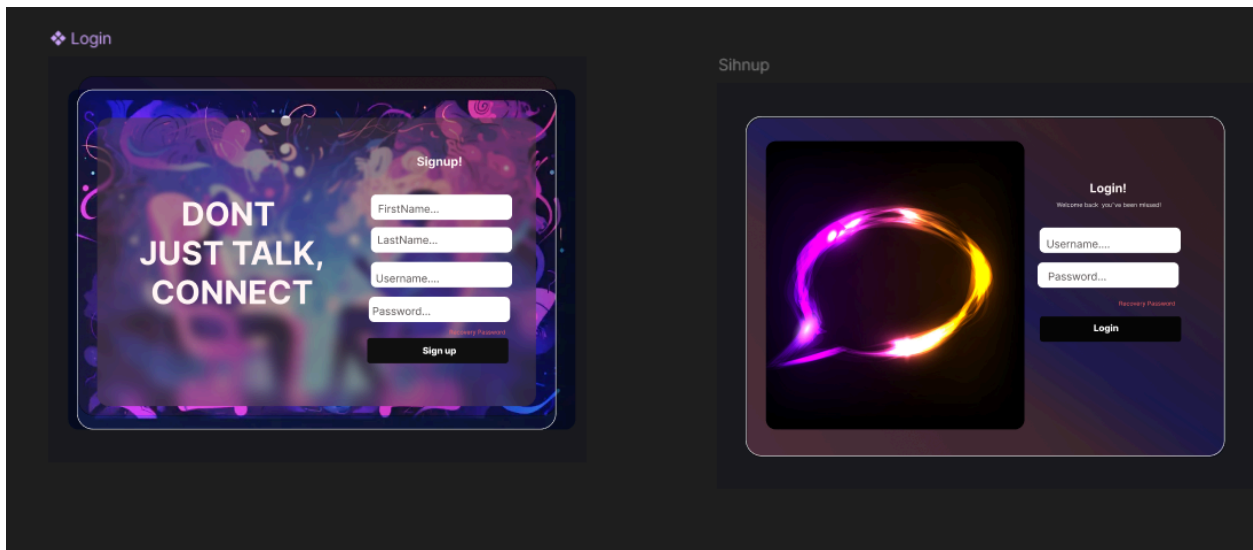 Login
Signup!
DONT
JUST TALK,
CONNECT
FirstName...
LastName...
Username....
Password...
Recovery Password
Sign up
Sihnup
Login!
Welcome back you've been missed!
Username....
Password...
Recovery Password
Login